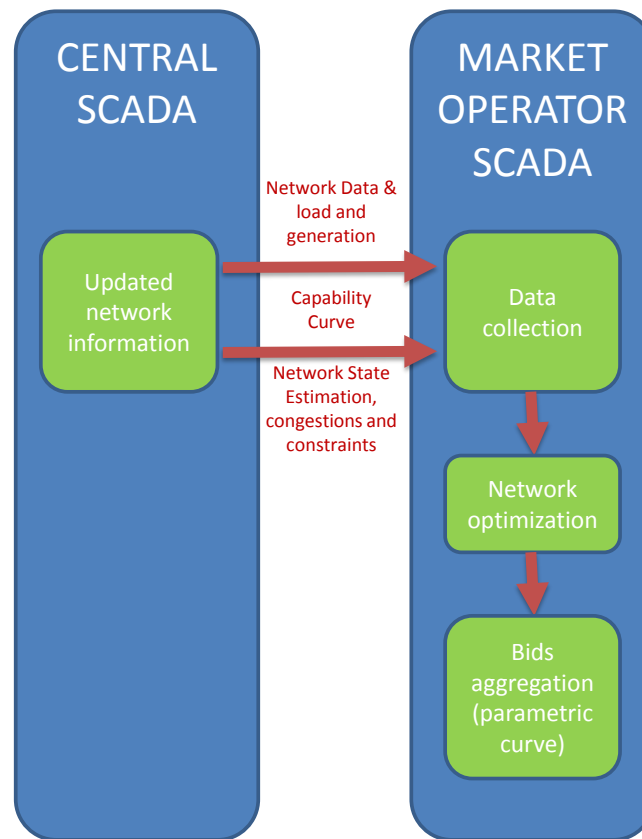 CENTRAL
SCADA
MARKET
OPERATOR
SCADA
Network Data &
load and
generation
Updated
network
information
Capability
Curve
Data
collection
Network State
Estimation,
congestions and
constraints
Network
optimization
Bids
aggregation
(parametric
curve)